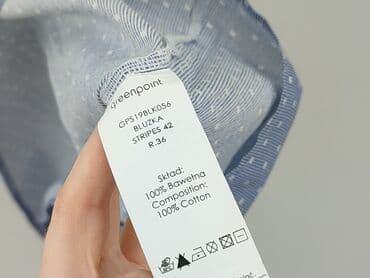 greenpoint
GPS19BLK056
BLUZKA
STRIPES 42
R.36
Skład:
100% Bawełna
Composition:
100% Cotton